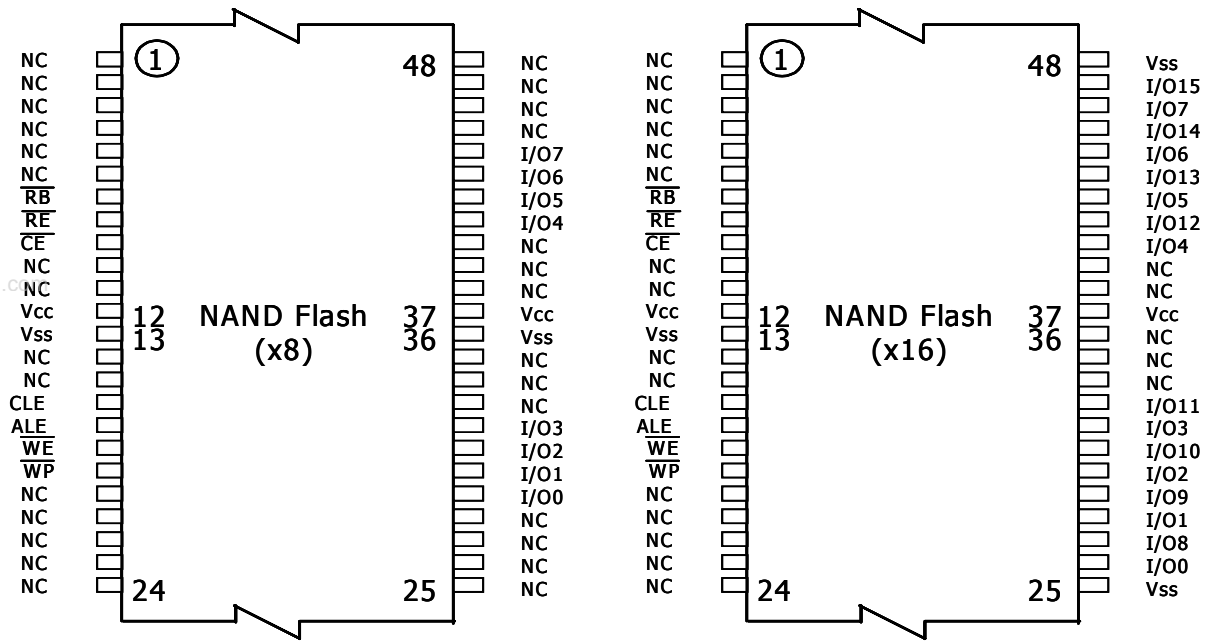 NC 1 48 NC
NC NC
NC NC
NC NC
NC I/O7
NC I/O6
RB I/O5
RE I/O4
CE NC
NC NC
.com NC NC
Vcc 12 NAND Flash 37 Vcc
Vss 13 (x8) 36 Vss
NC NC
NC NC
CLE NC
ALE I/O3
WE I/O2
WP I/O1
NC I/O0
NC NC
NC NC
NC NC
NC 24 25 NC
NC 1 48 Vss
NC I/O15
NC I/O7
NC I/O14
NC I/O6
NC I/O13
RB I/O5
RE I/O12
CE I/O4
NC NC
NC NC
Vcc 12 NAND Flash 37 Vcc
Vss 13 (x16) 36 NC
NC NC
NC NC
CLE I/O11
ALE I/O3
WE I/O10
WP I/O2
NC I/O9
NC I/O1
NC I/O8
NC I/O0
NC 24 25 Vss